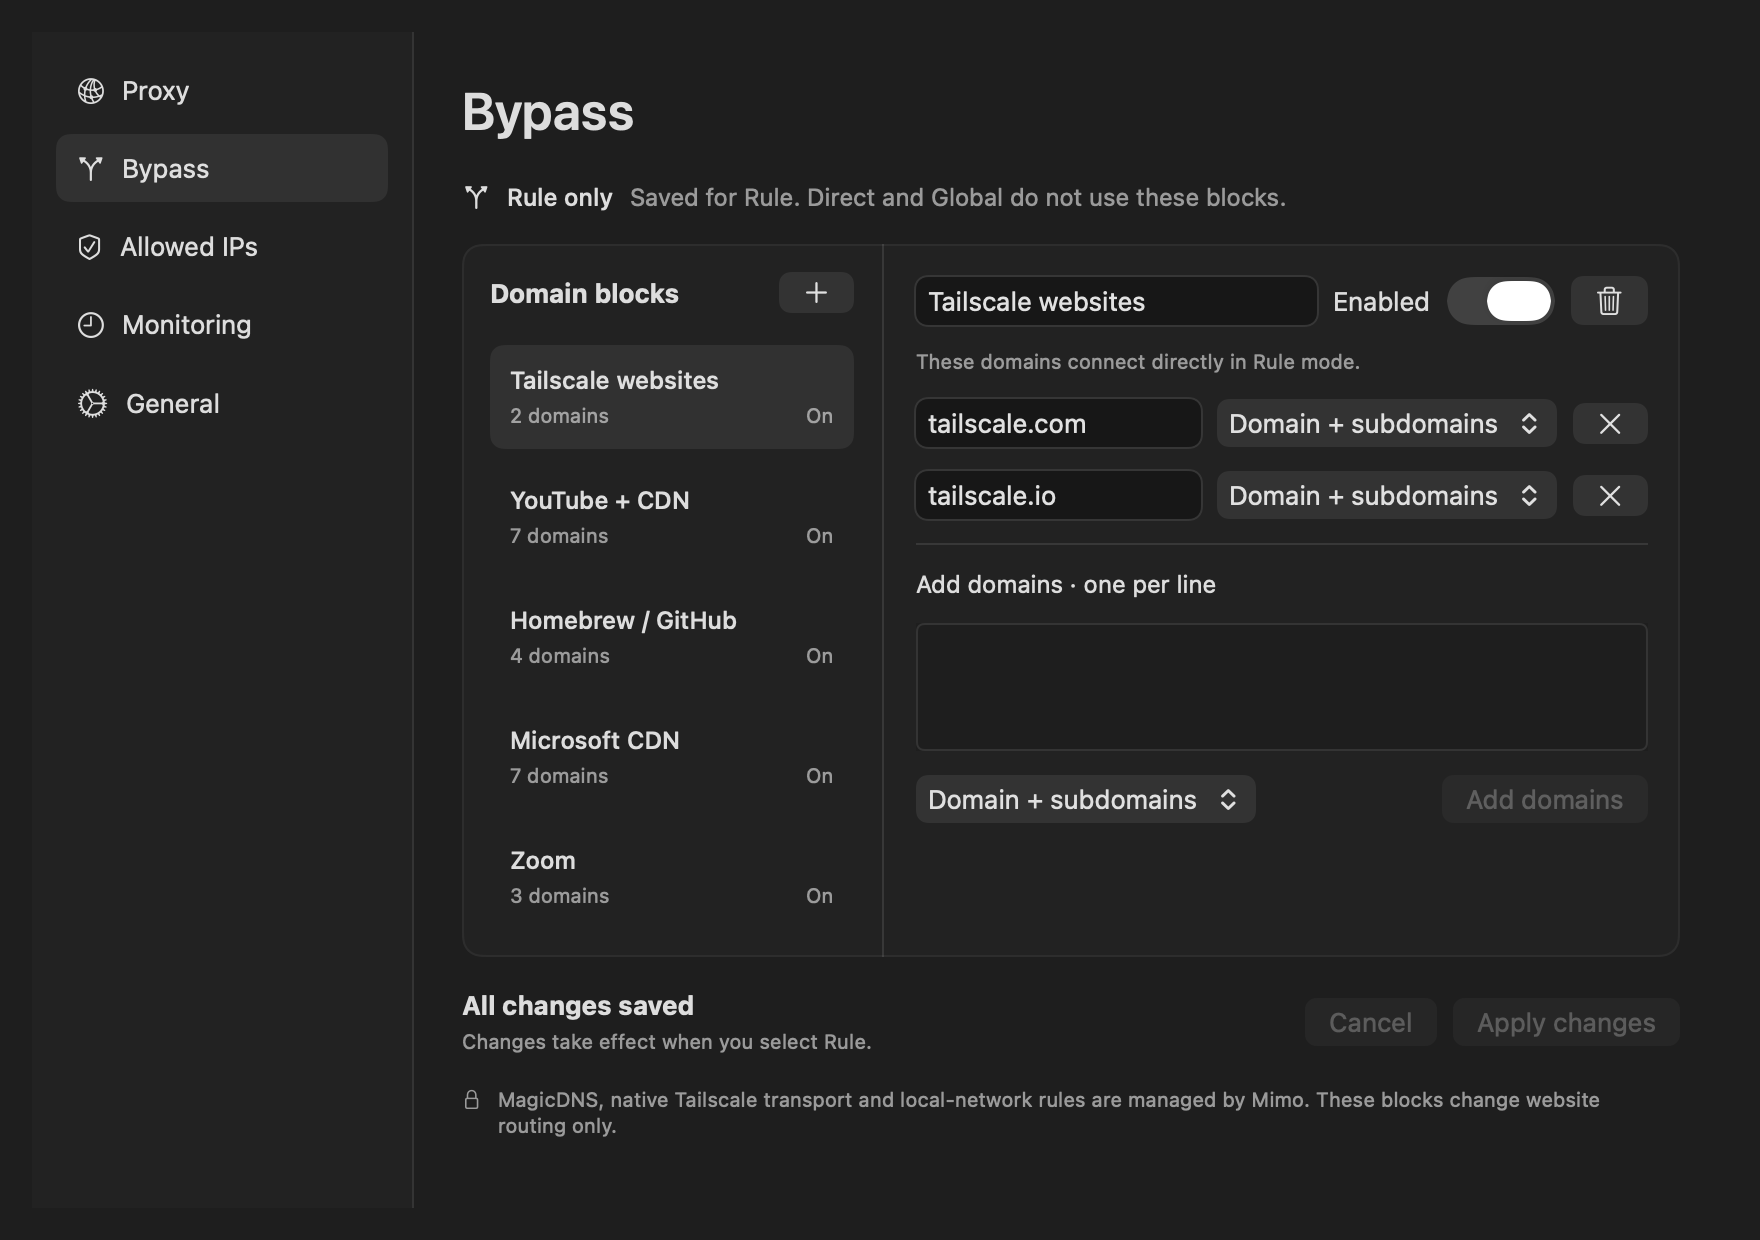 Proxy
Bypass
Allowed IPs
Monitoring
General
Bypass
Rule only Saved for Rule. Direct and Global do not use these blocks.
Domain blocks
Tailscale websites
2 domains On
YouTube + CDN
7 domains On
Homebrew / GitHub
4 domains On
Microsoft CDN
7 domains On
Zoom
3 domains On
Tailscale websites Enabled
These domains connect directly in Rule mode.
tailscale.com Domain + subdomains
tailscale.io Domain + subdomains
Add domains · one per line
Domain + subdomains Add domains
All changes saved
Changes take effect when you select Rule.
Cancel Apply changes
MagicDNS, native Tailscale transport and local-network rules are managed by Mimo. These blocks change website
routing only.